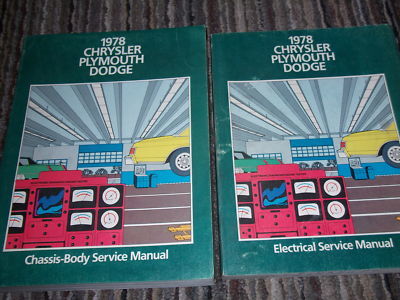 1978
CHRYSLER
PLYMOUTH
DODGE
Chassis-Body Service Manual
1978
CHRYSLER
PLYMOUTH
DODGE
Electrical Service Manual